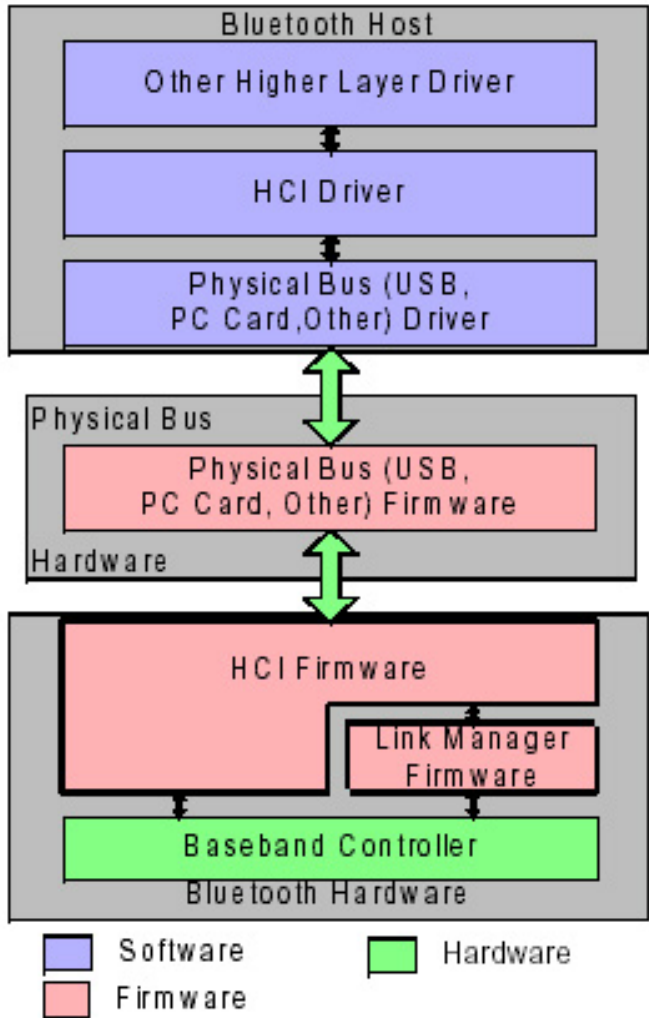 Bluetooth Host
Other Higher Layer Driver
HCI Driver
Physical Bus (USB,
PC Card,Other) Driver
Physical Bus
Physical Bus (USB,
PC Card, Other) Firmware
Hardware
HCI Firmware
Link Manager
Firmware
Baseband Controller
Bluetooth Hardware
Software
Hardware
Firmware